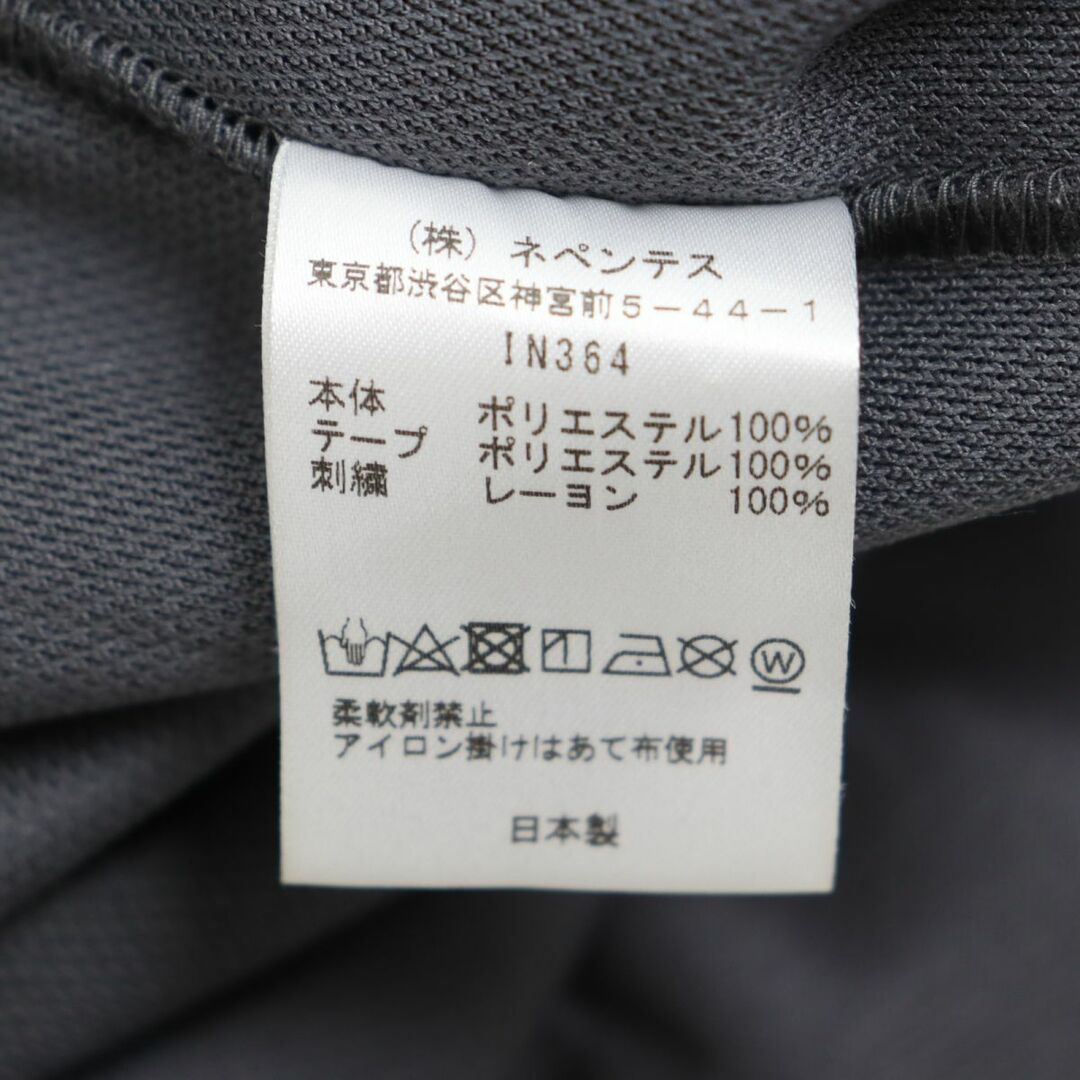 （株）ネペンテス
東京都渋谷区神宮前５－４４－１
IN364
本体 ポリエステル100%
テープ ポリエステル100%
刺繍 レーヨン 100%
W
柔軟剤禁止
アイロン掛けはあて布使用
日本製